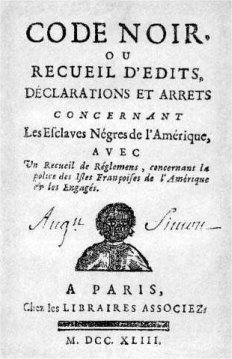 CODE NOIR,
OU
RECUEIL D'EDITS,
DÉCLARATIONS ET ARRETS
CONCERNANT
Les Esclaves Négres de l'Amérique,
AVEC
Un Recueil de Réglemens, concernant la
police des Isles Françoises de l'Amérique
& les Engagés.
Augn Simon
A PARIS,
Chez les LIBRAIRES ASSOCIEZ.
M. DCC. XLIII.